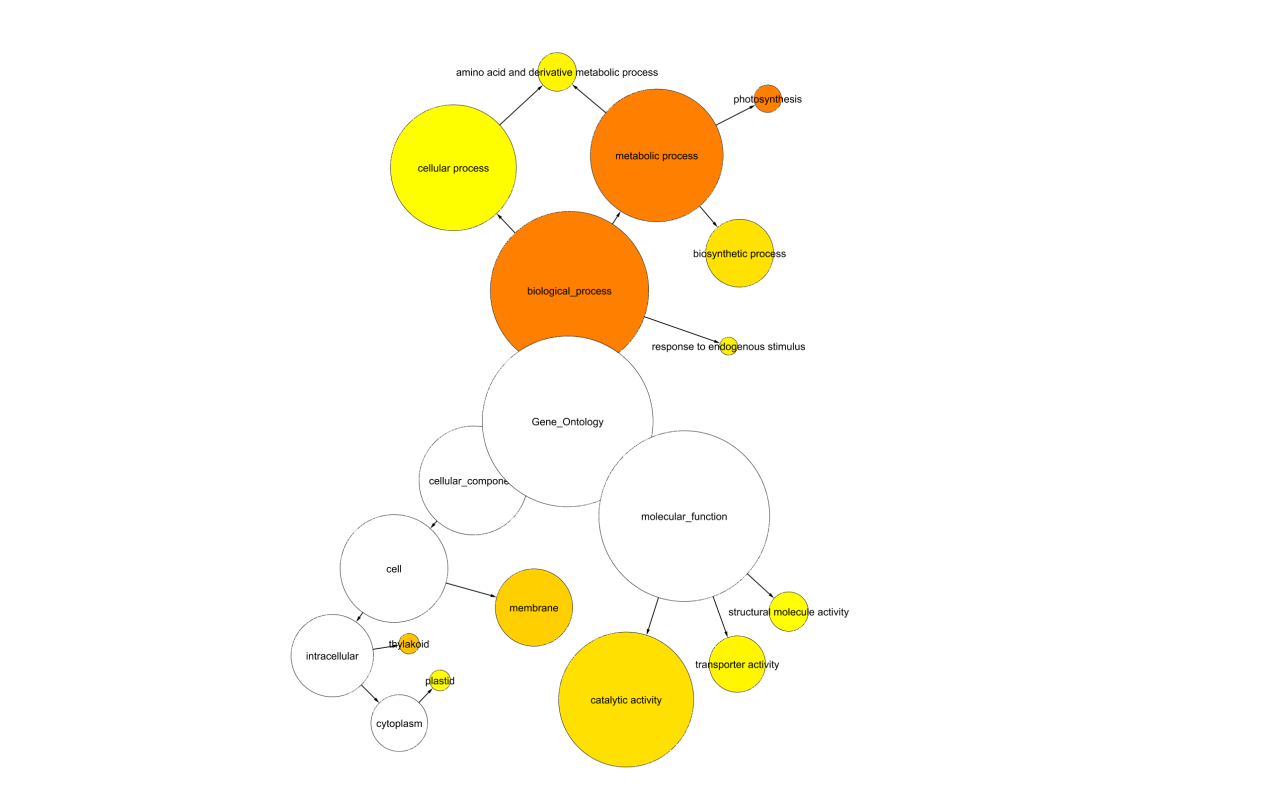 amino acid and derivative metabolic process
photosynthesis
metabolic process
cellular process
biosynthetic process
biological_process
response to endogenous stimulus
Gene_Ontology
cellular_compone
molecular_function
cell
membrane
structural molecule activity
thylakoid
intracellular
transporter activity
plastid
catalytic activity
cytoplasm